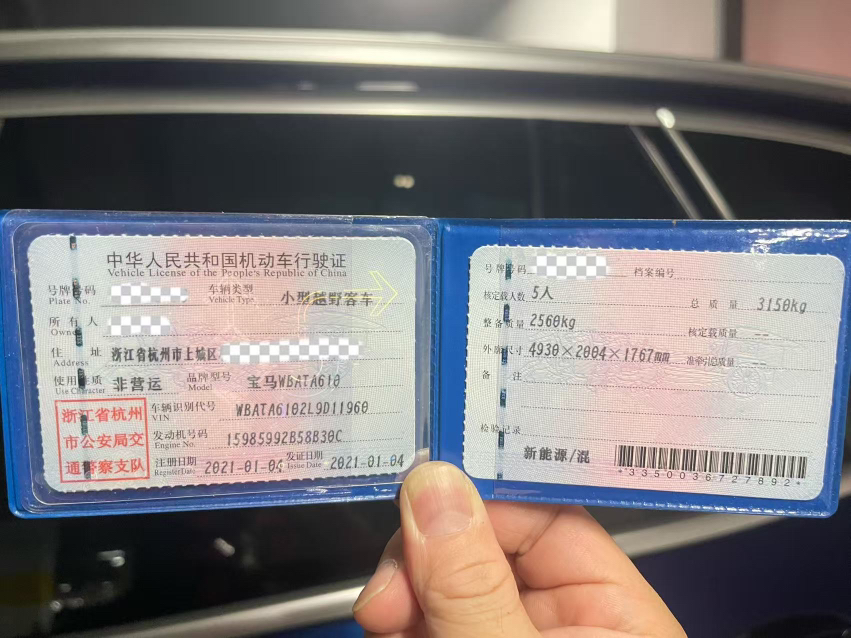 中华人民共和国机动车行驶证
Vehicle License of the People's Republic of China
号牌号码 车辆类型 小型越野客车
Plate No. Vehicle Type
所有人
Owner
住址 浙江省杭州市上城区
Address
使用性质 非营运 品牌型号 宝马WBATA610
Use Character Model
浙江省杭州市公安局交通警察支队
车辆识别代号 WBATA6102L9D11960
VIN
发动机号码 15985992B58B30C
Engine No.
注册日期 2021-01-04 发证日期 2021-01-04
Register Date Issue Date
号牌号码 档案编号
核定载人数 5人 总质量 3150kg
整备质量 2560kg 核定载质量 --
外廓尺寸 4930×2004×1767mm 准牵引总质量 --
备注
检验记录
新能源/混
*3350036727892*